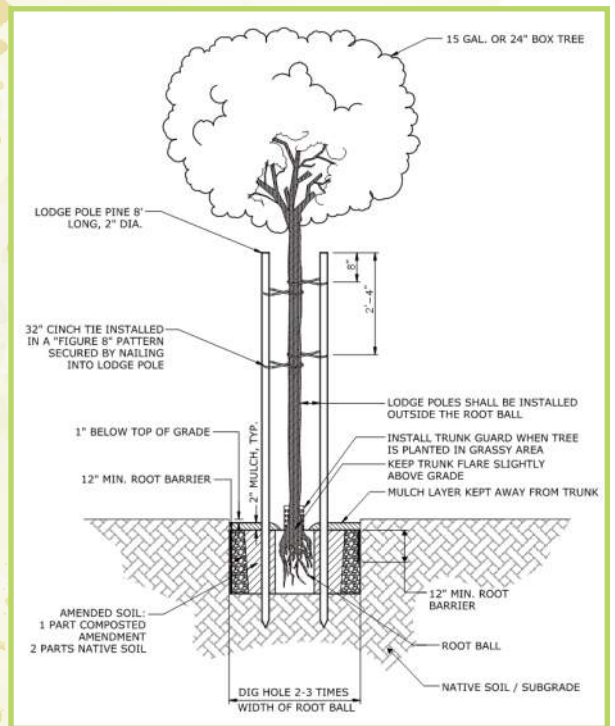 15 GAL. OR 24" BOX TREE
LODGE POLE PINE 8'
LONG, 2" DIA.
8"
2'-4"
32" CINCH TIE INSTALLED
IN A "FIGURE 8" PATTERN
SECURED BY NAILING
INTO LODGE POLE
LODGE POLES SHALL BE INSTALLED
OUTSIDE THE ROOT BALL
1" BELOW TOP OF GRADE
2" MULCH, TYP.
INSTALL TRUNK GUARD WHEN TREE
IS PLANTED IN GRASSY AREA
KEEP TRUNK FLARE SLIGHTLY
ABOVE GRADE
12" MIN. ROOT BARRIER
MULCH LAYER KEPT AWAY FROM TRUNK
12" MIN. ROOT
BARRIER
AMENDED SOIL:
1 PART COMPOSTED
AMENDMENT
2 PARTS NATIVE SOIL
ROOT BALL
NATIVE SOIL / SUBGRADE
DIG HOLE 2-3 TIMES
WIDTH OF ROOT BALL